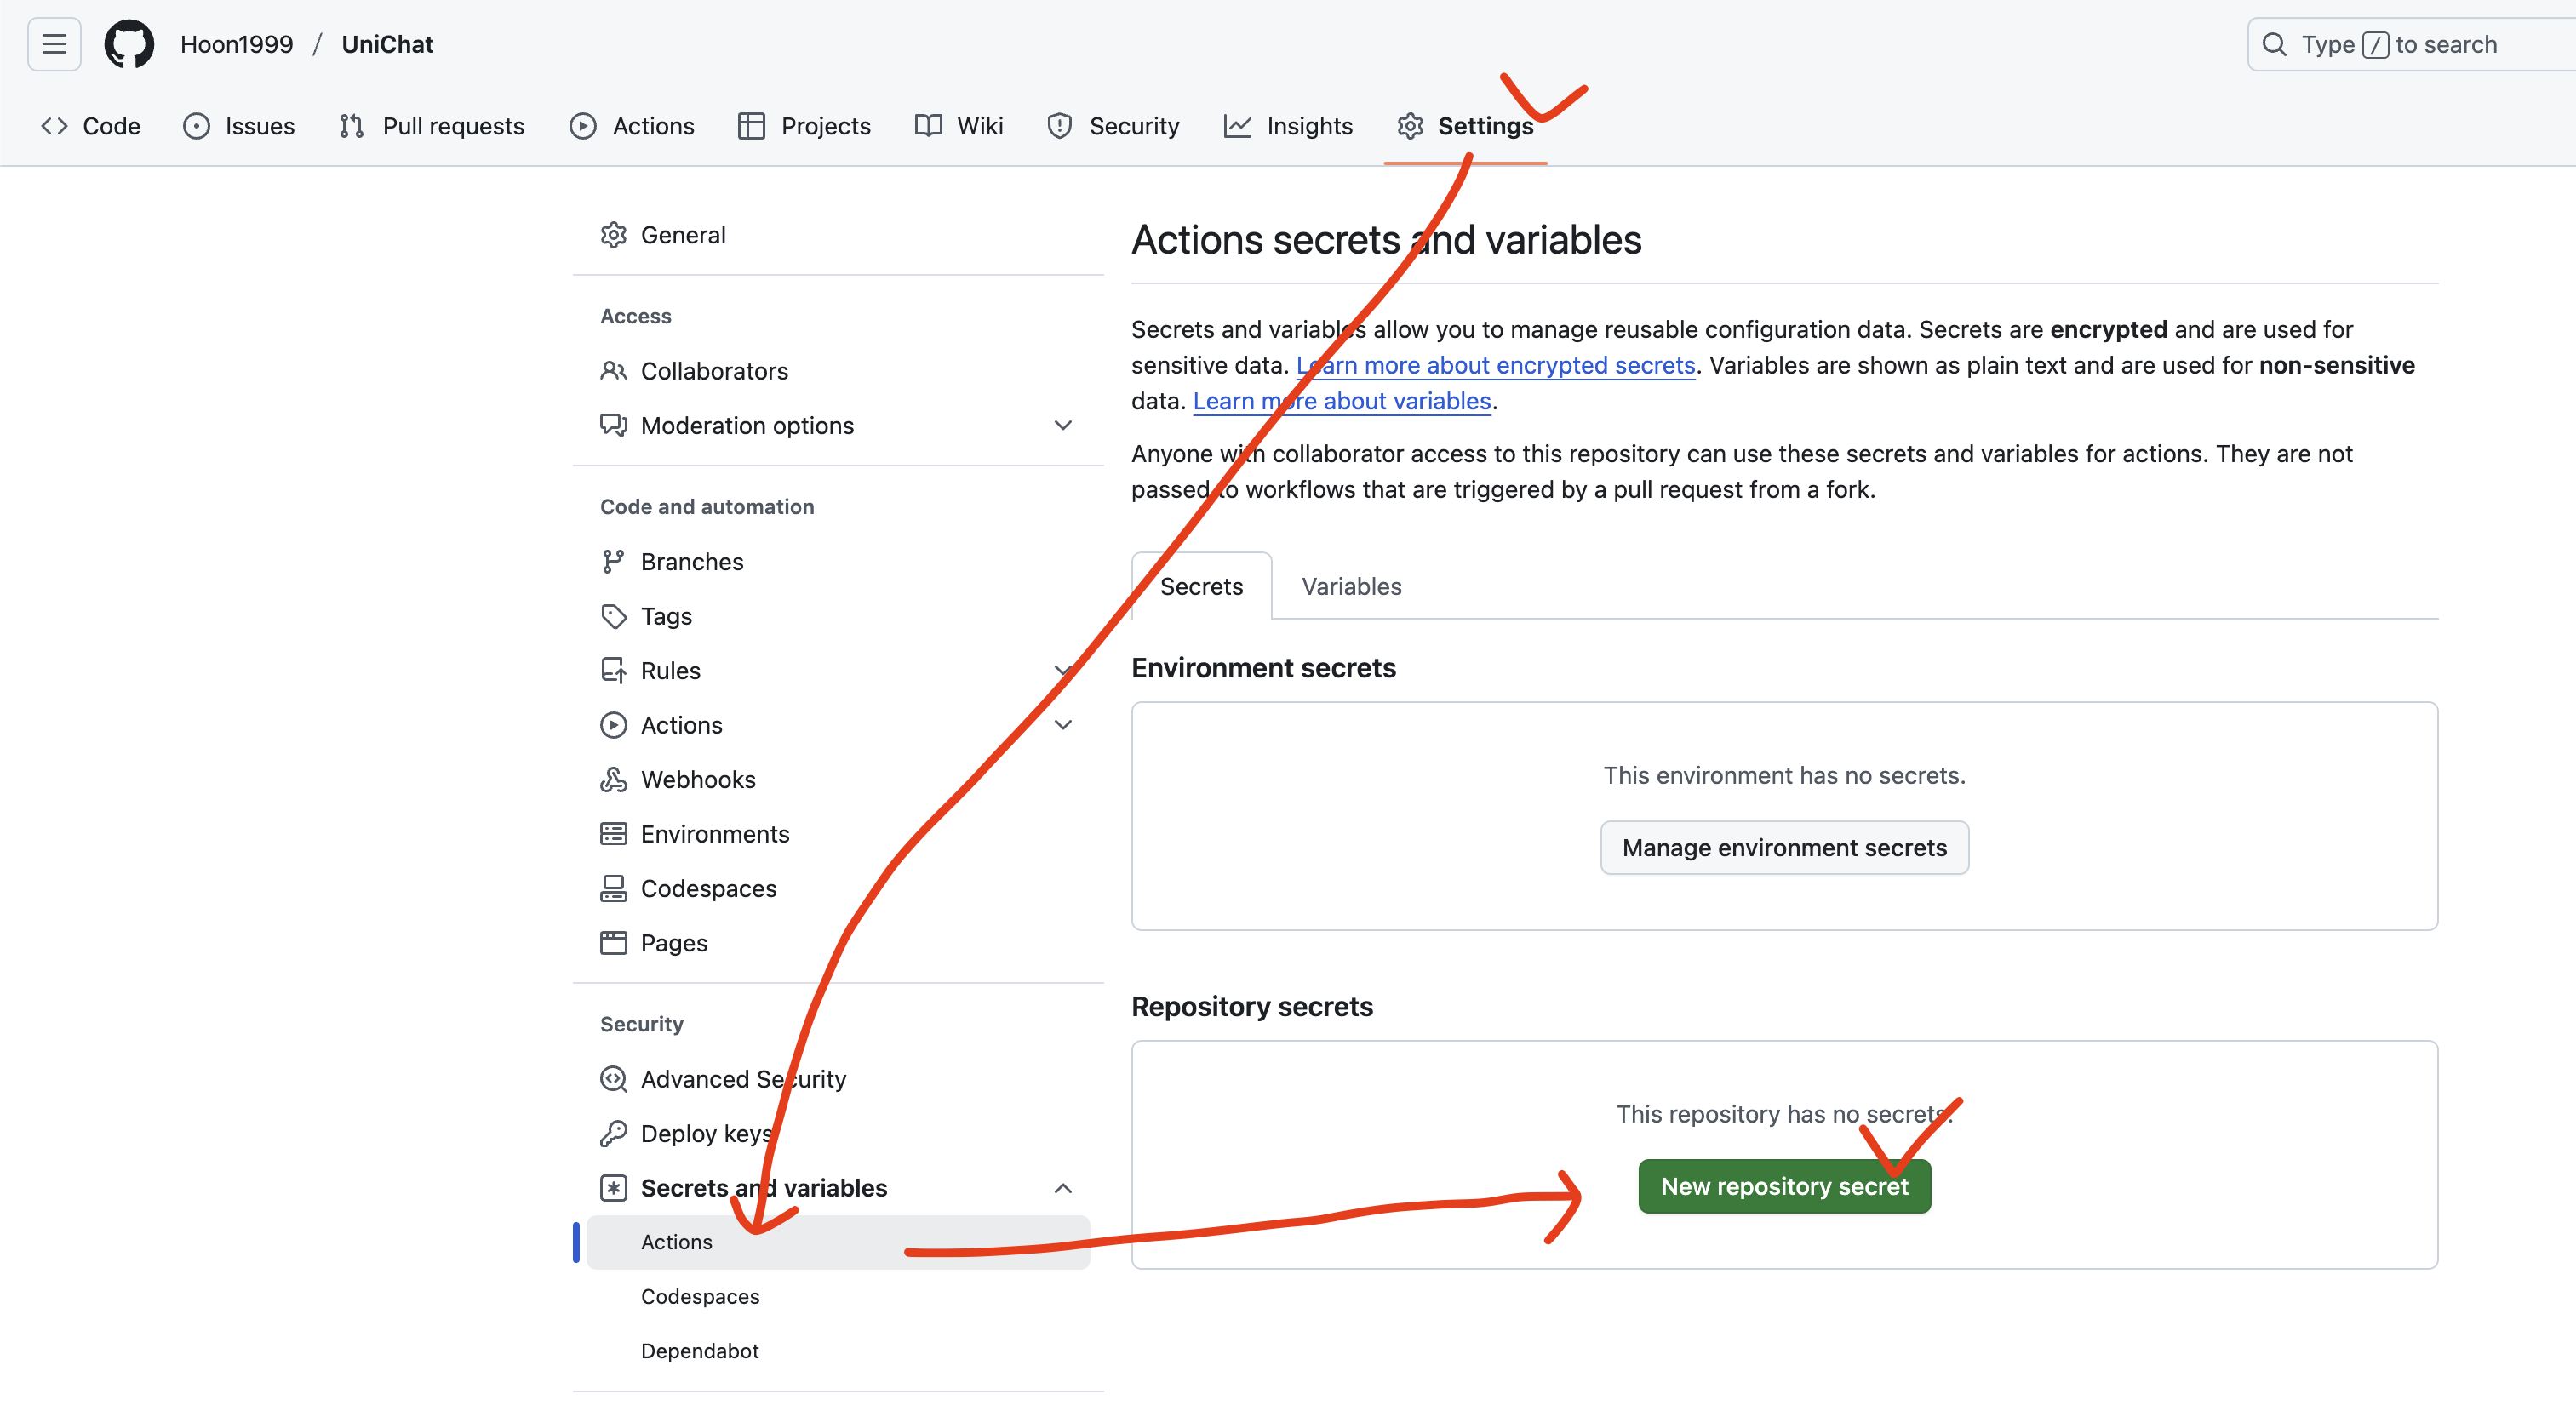 Hoon1999 / UniChat
Type / to search
Code Issues Pull requests Actions Projects Wiki Security Insights Settings
General
Access
Collaborators
Moderation options
Code and automation
Branches
Tags
Rules
Actions
Webhooks
Environments
Codespaces
Pages
Security
Advanced Security
Deploy keys
Secrets and variables
Actions
Codespaces
Dependabot
Actions secrets and variables
Secrets and variables allow you to manage reusable configuration data. Secrets are encrypted and are used for
sensitive data. Learn more about encrypted secrets. Variables are shown as plain text and are used for non-sensitive
data. Learn more about variables.
Anyone with collaborator access to this repository can use these secrets and variables for actions. They are not
passed to workflows that are triggered by a pull request from a fork.
Secrets Variables
Environment secrets
This environment has no secrets.
Manage environment secrets
Repository secrets
This repository has no secrets.
New repository secret